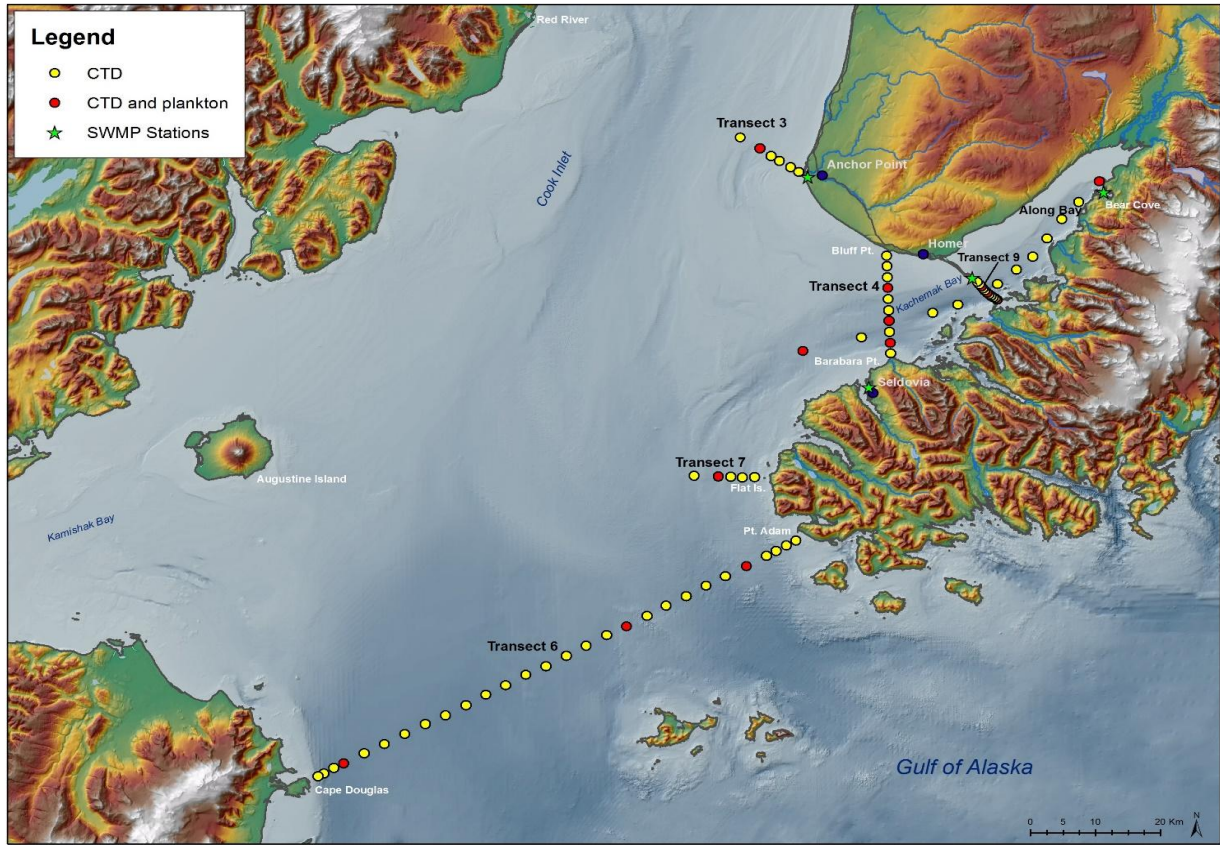 Red River
Legend
CTD
CTD and plankton
SWMP Stations
Transect 3
Anchor Point
Cook Inlet
Bear Cove
Along Bay
Bluff Pt.
Homer
Transect 9
Transect 4
Kachemak Bay
Barabara Pt.
Seldovia
Transect 7
Flat Is.
Augustine Island
Kamishak Bay
Pt. Adam
Transect 6
Gulf of Alaska
Cape Douglas
0 5 10 20 Km
N